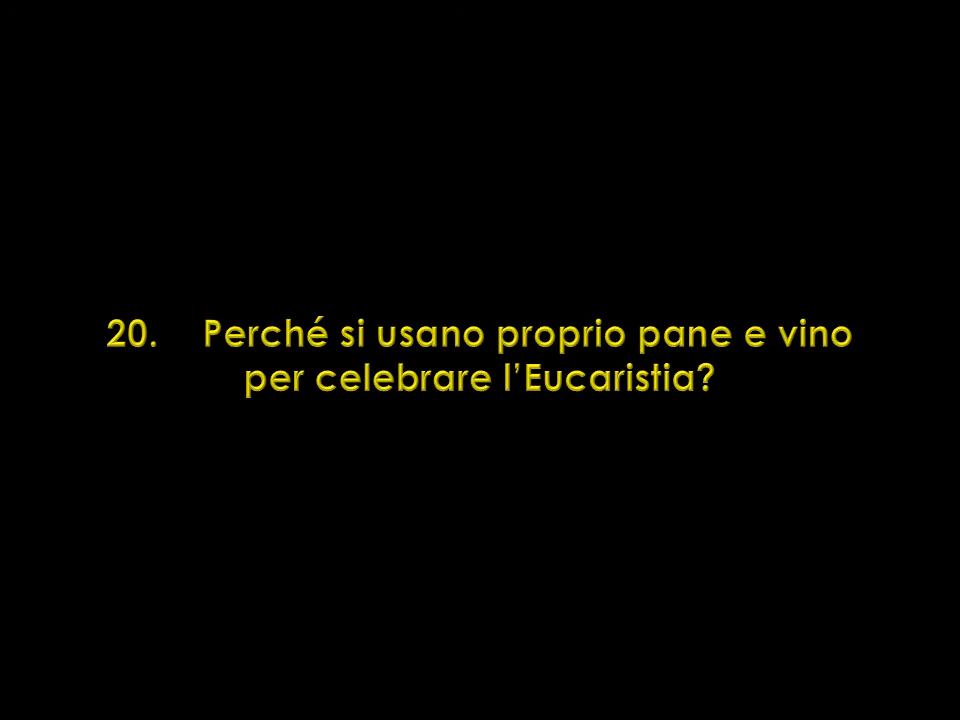 20. Perché si usano proprio pane e vino
per celebrare l’Eucaristia?